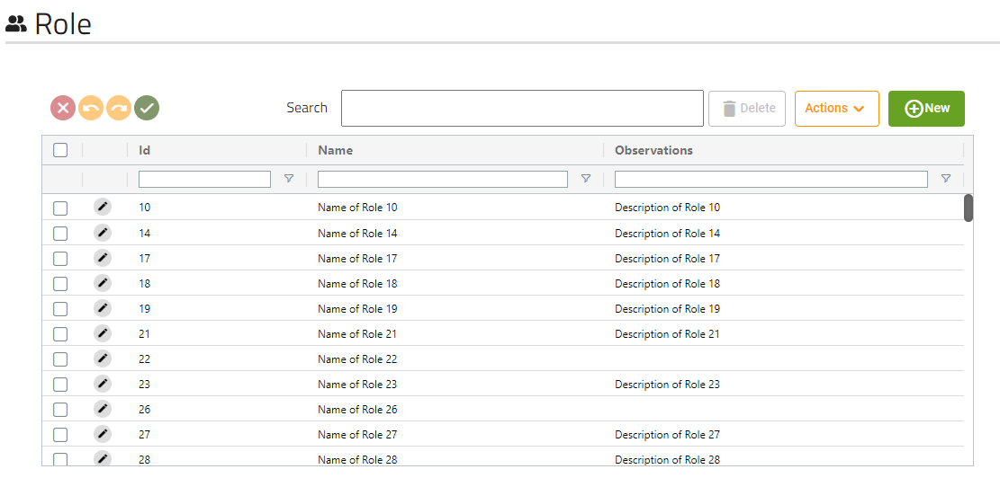 Role
Search Delete Actions New
Id Name Observations
10 Name of Role 10 Description of Role 10
14 Name of Role 14 Description of Role 14
17 Name of Role 17 Description of Role 17
18 Name of Role 18 Description of Role 18
19 Name of Role 19 Description of Role 19
21 Name of Role 21 Description of Role 21
22 Name of Role 22
23 Name of Role 23 Description of Role 23
26 Name of Role 26
27 Name of Role 27 Description of Role 27
28 Name of Role 28 Description of Role 28